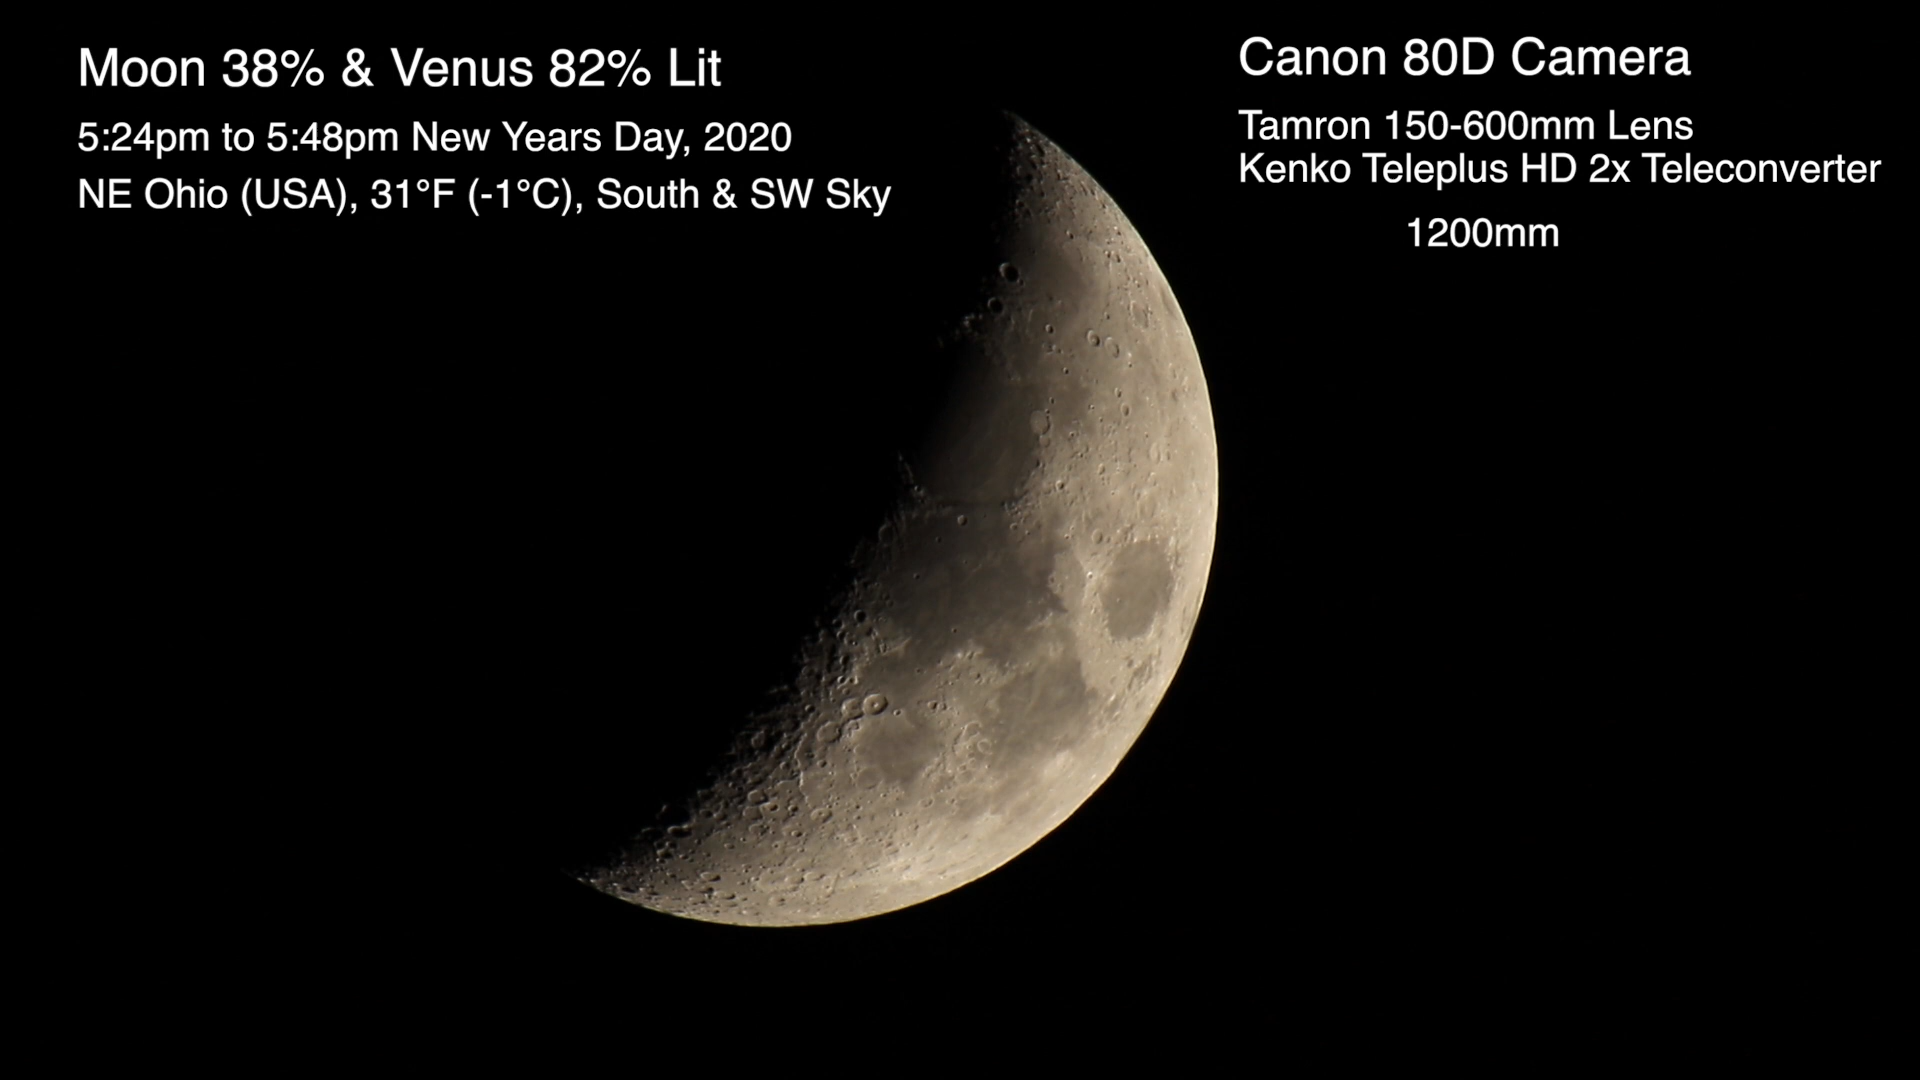 Moon 38% & Venus 82% Lit
5:24pm to 5:48pm New Years Day, 2020
NE Ohio (USA), 31°F (-1°C), South & SW Sky
Canon 80D Camera
Tamron 150-600mm Lens
Kenko Teleplus HD 2x Teleconverter
1200mm